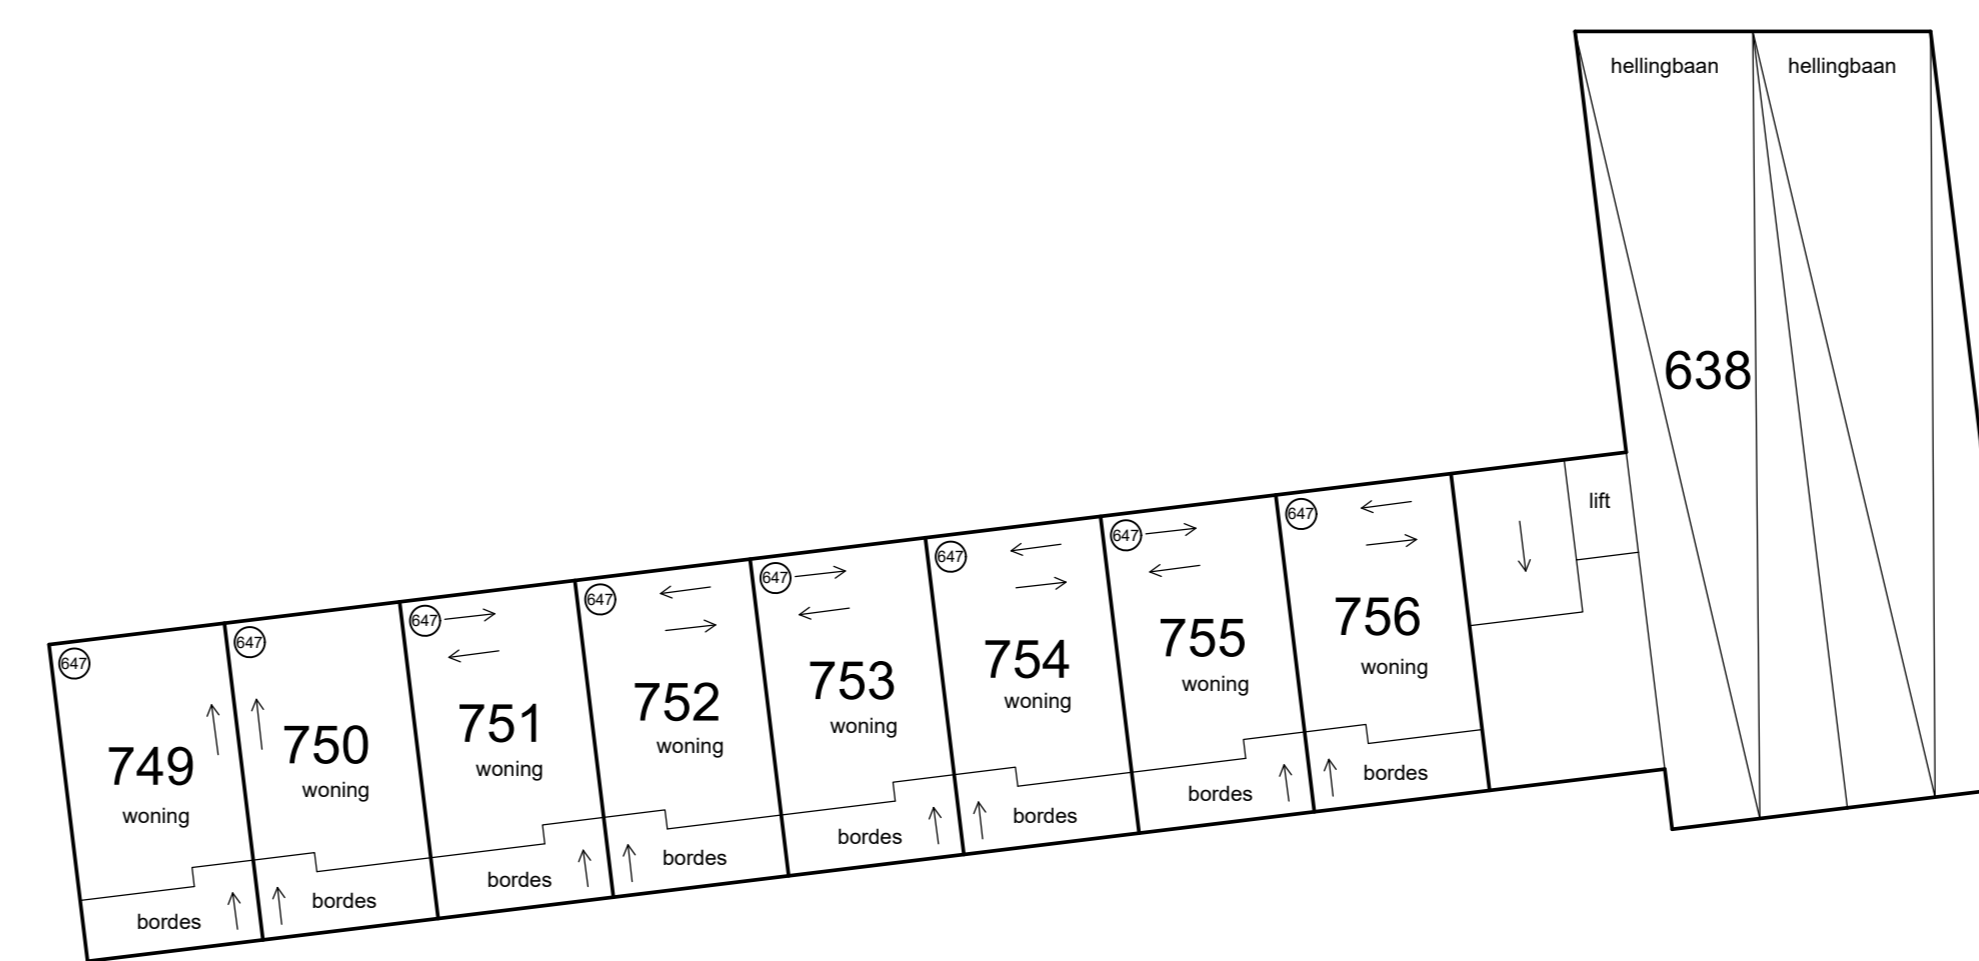 hellingbaan hellingbaan
638
lift
647 647 647 647 647 647 647 647
749 750 751 752 753 754 755 756
woning woning woning woning woning woning woning woning
bordes bordes bordes bordes bordes bordes bordes bordes